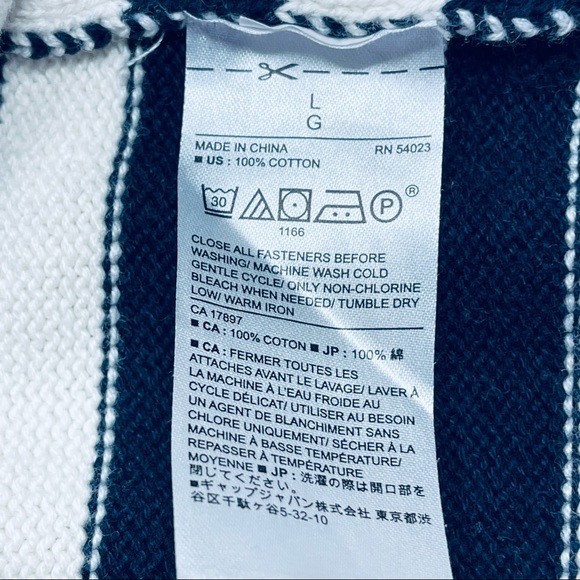 L
G
MADE IN CHINA RN 54023
■ US : 100% COTTON
30 P ®
1166
CLOSE ALL FASTENERS BEFORE
WASHING/ MACHINE WASH COLD
GENTLE CYCLE/ ONLY NON-CHLORINE
BLEACH WHEN NEEDED/ TUMBLE DRY
LOW/ WARM IRON
CA 17897
■ CA : 100% COTON ■ JP : 100% 綿
■ CA : FERMER TOUTES LES
ATTACHES AVANT LE LAVAGE/ LAVER À
LA MACHINE À L'EAU FROIDE AU
CYCLE DÉLICAT/ UTILISER AU BESOIN
UN AGENT DE BLANCHIMENT SANS
CHLORE UNIQUEMENT/ SÉCHER À LA
MACHINE À BASSE TEMPÉRATURE/
REPASSER À TEMPÉRATURE
MOYENNE ■ JP : 洗濯の際は開口部を
閉じてください。
■ギャップジャパン株式会社 東京都渋
谷区千駄ヶ谷5-32-10